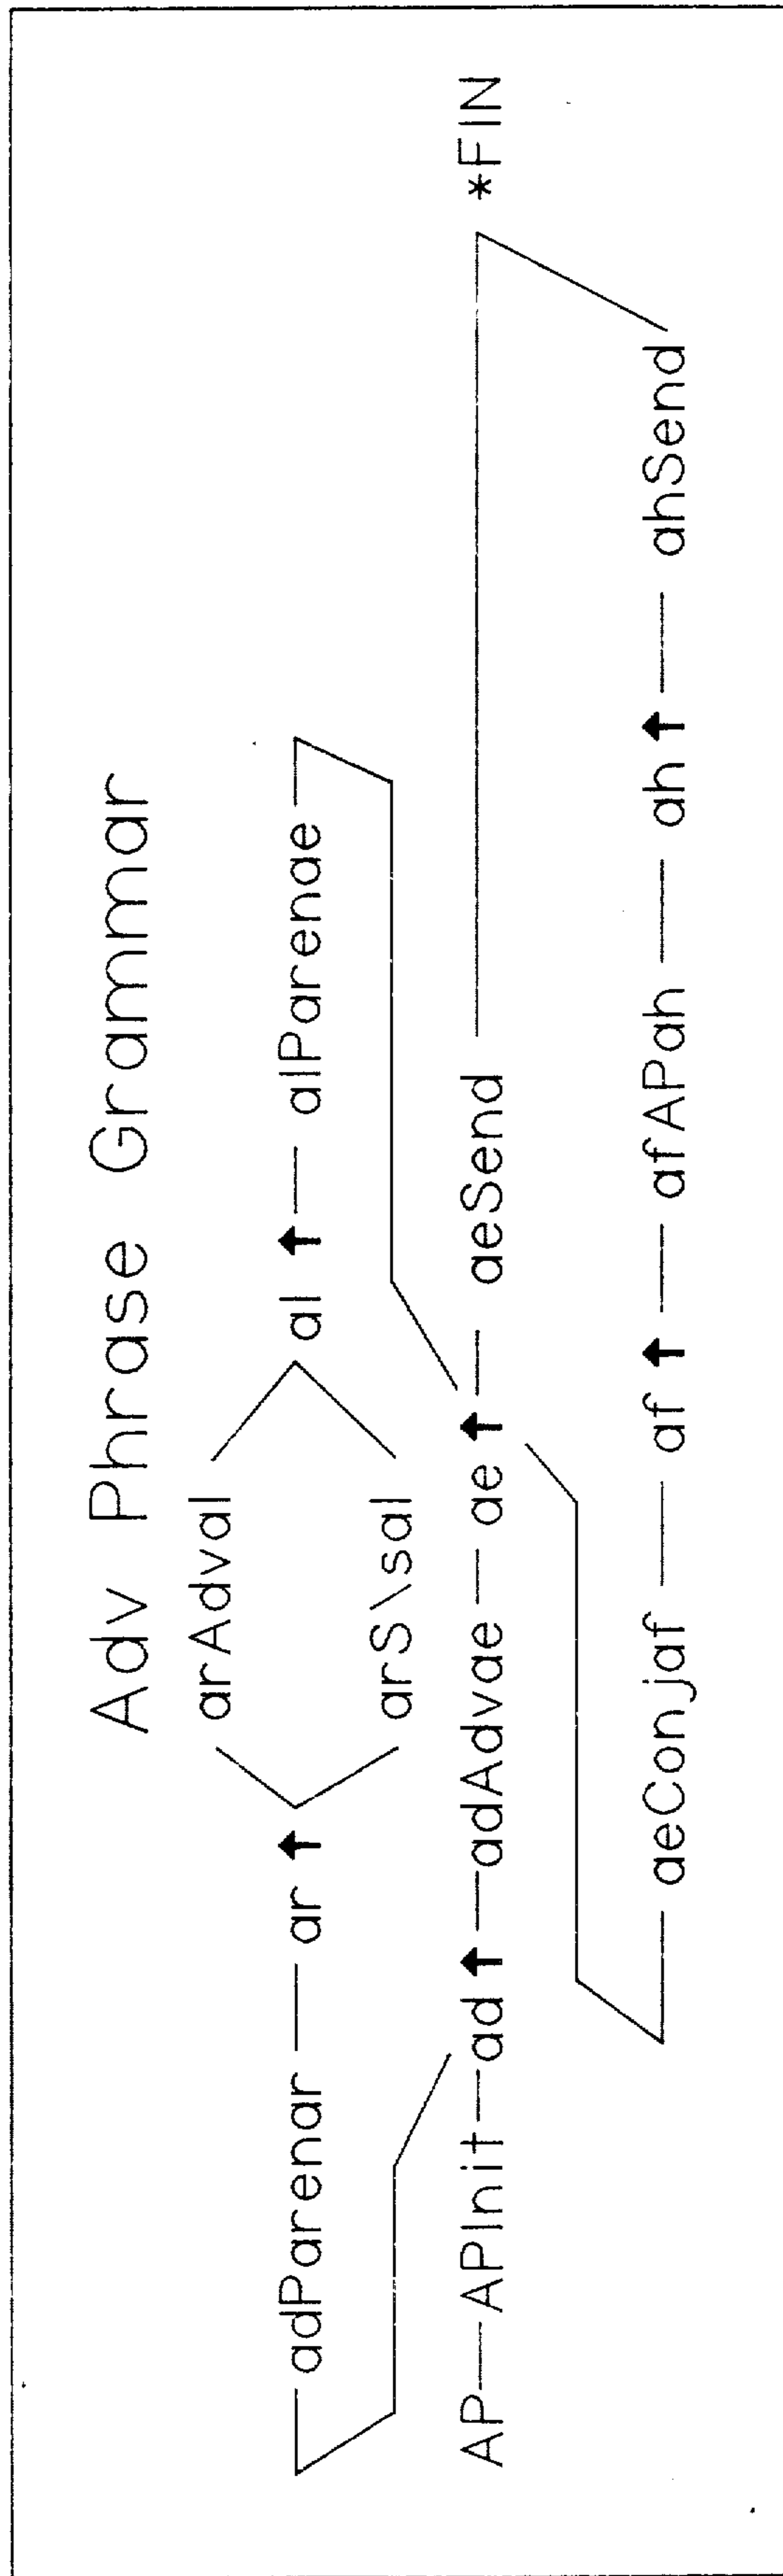 Adv Phrase Grammar
arAdval
adParenar ar alParenae
al
arS\sal
AP APInit ad adAdvae ae aeSend *FIN
aeConjaf af afAPah ah ahSend